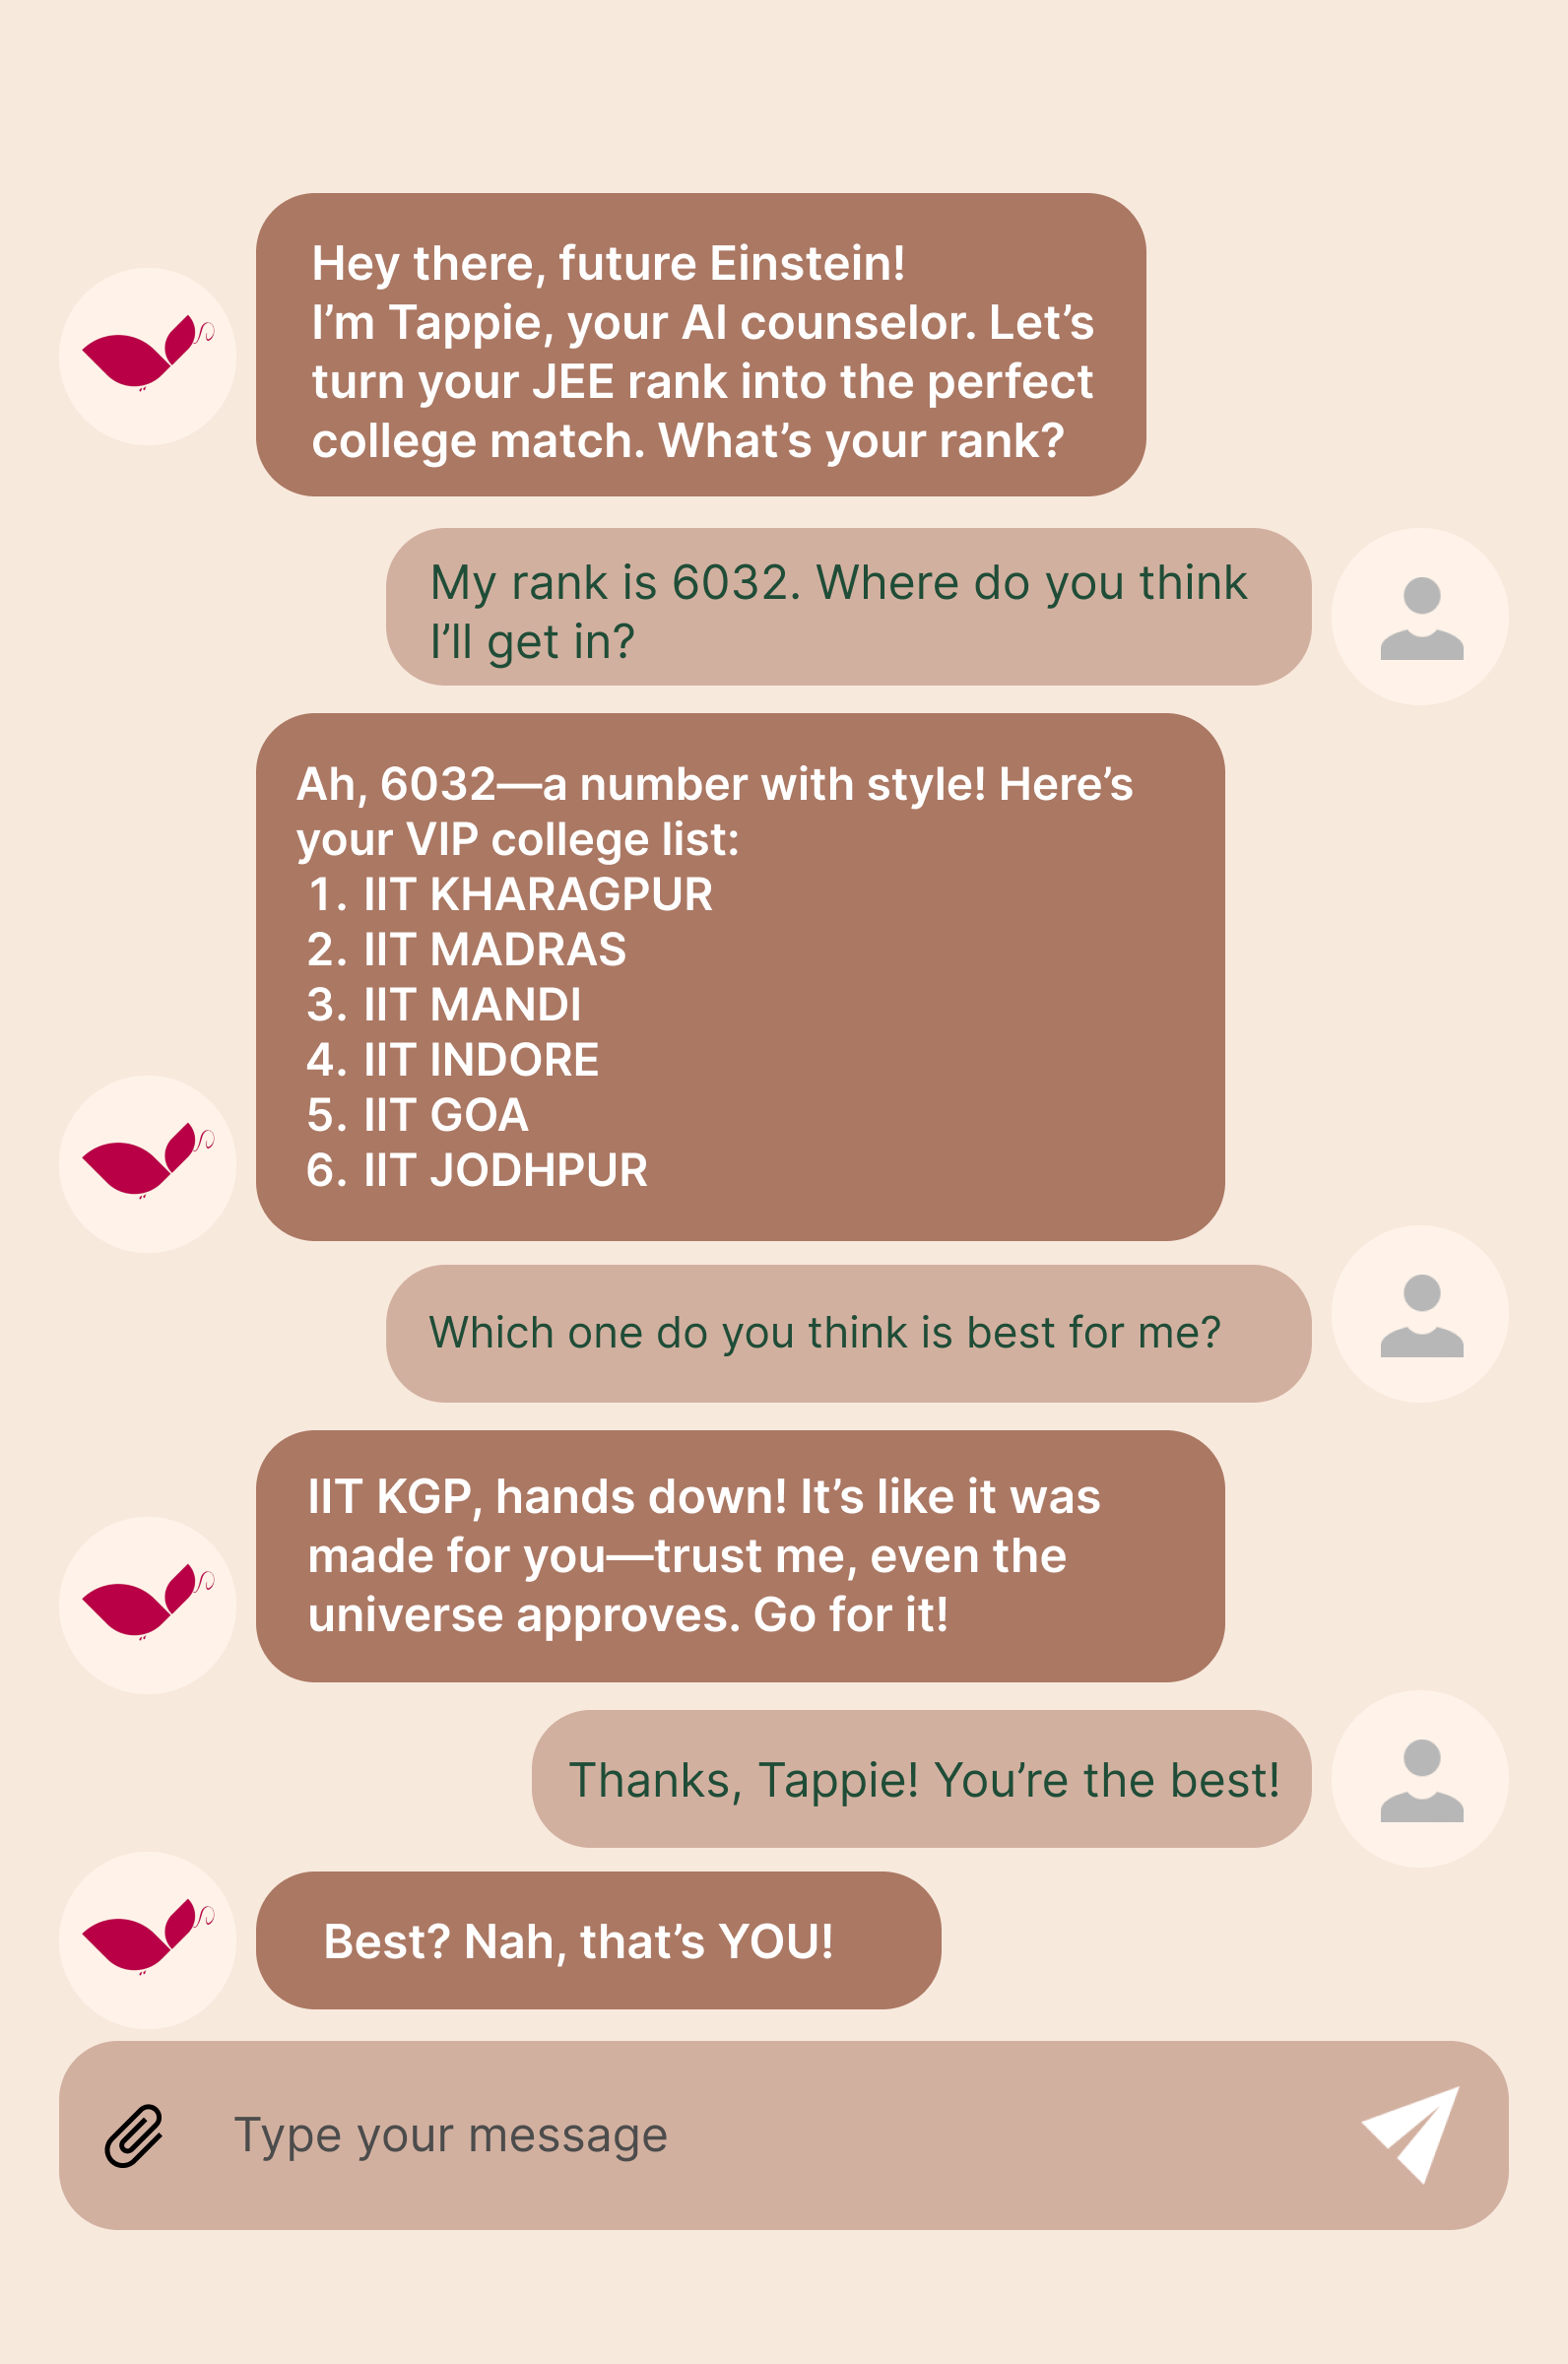 Hey there, future Einstein!
I’m Tappie, your AI counselor. Let’s
turn your JEE rank into the perfect
college match. What’s your rank?
My rank is 6032. Where do you think
I’ll get in?
Ah, 6032—a number with style! Here’s
your VIP college list:
1. IIT KHARAGPUR
2. IIT MADRAS
3. IIT MANDI
4. IIT INDORE
5. IIT GOA
6. IIT JODHPUR
Which one do you think is best for me?
IIT KGP, hands down! It’s like it was
made for you—trust me, even the
universe approves. Go for it!
Thanks, Tappie! You’re the best!
Best? Nah, that’s YOU!
Type your message